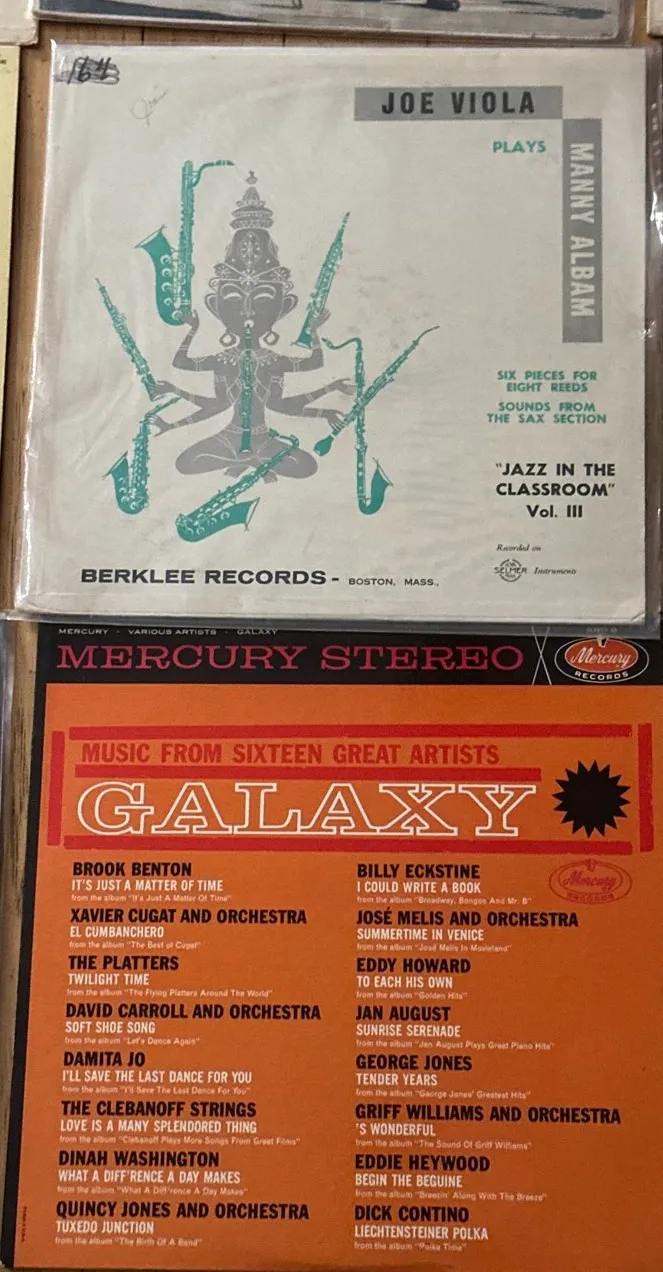 164
JOE VIOLA
PLAYS
MANNY ALBAM
SIX PIECES FOR
EIGHT REEDS
SOUNDS FROM
THE SAX SECTION
"JAZZ IN THE
CLASSROOM"
Vol. III
Recorded on
SELMER Instruments
BERKLEE RECORDS - BOSTON, MASS.,
MERCURY · VARIOUS ARTISTS · GALAXY
MERCURY STEREO
Mercury
RECORDS
MUSIC FROM SIXTEEN GREAT ARTISTS
GALAXY
Mercury
RECORDS
BROOK BENTON
IT'S JUST A MATTER OF TIME
from the album "It's Just A Matter Of Time"
XAVIER CUGAT AND ORCHESTRA
EL CUMBANCHERO
from the album "The Best of Cugat"
THE PLATTERS
TWILIGHT TIME
from the album "The Flying Platters Around The World"
DAVID CARROLL AND ORCHESTRA
SOFT SHOE SONG
from the album "Let's Dance Again"
DAMITA JO
I'LL SAVE THE LAST DANCE FOR YOU
from the album "I'll Save The Last Dance For You"
THE CLEBANOFF STRINGS
LOVE IS A MANY SPLENDORED THING
from the album "Clebanoff Plays More Songs From Great Films"
DINAH WASHINGTON
WHAT A DIFF'RENCE A DAY MAKES
from the album "What A Diff'rence A Day Makes"
QUINCY JONES AND ORCHESTRA
TUXEDO JUNCTION
from the album "The Birth Of A Band"
BILLY ECKSTINE
I COULD WRITE A BOOK
from the album "Broadway, Bongos And Mr. B"
JOSÉ MELIS AND ORCHESTRA
SUMMERTIME IN VENICE
from the album "José Melis In Movieland"
EDDY HOWARD
TO EACH HIS OWN
from the album "Golden Hits"
JAN AUGUST
SUNRISE SERENADE
from the album "Jan August Plays Great Piano Hits"
GEORGE JONES
TENDER YEARS
from the album "George Jones' Greatest Hits"
GRIFF WILLIAMS AND ORCHESTRA
'S WONDERFUL
from the album "The Sound Of Griff Williams"
EDDIE HEYWOOD
BEGIN THE BEGUINE
from the album "Breezin' Along With The Breeze"
DICK CONTINO
LIECHTENSTEINER POLKA
from the album "Polka Time"